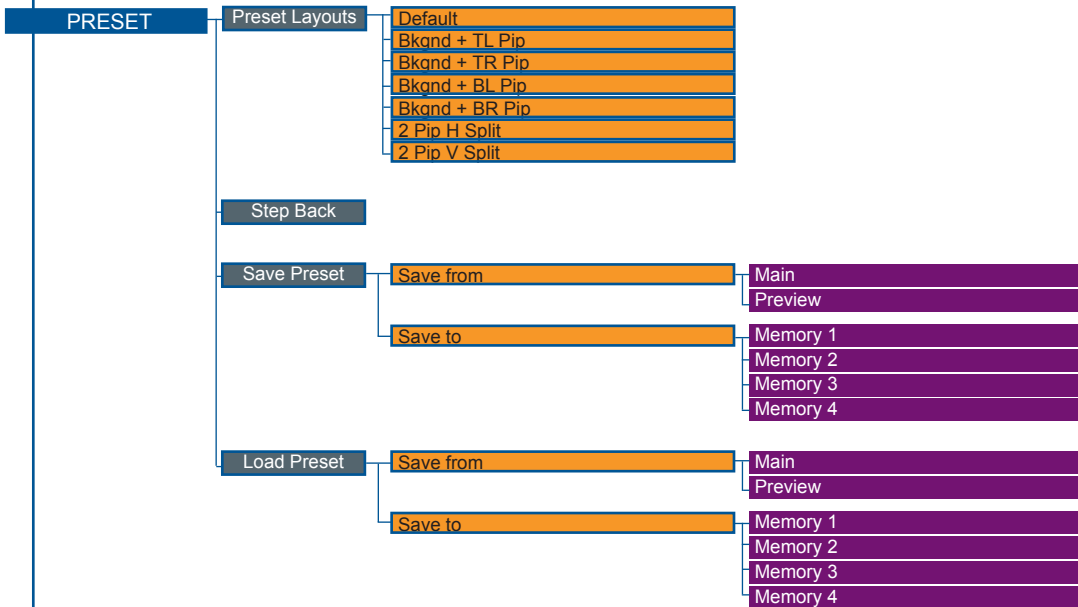 PRESET
Preset Layouts
Default
Bkgnd + TL Pip
Bkgnd + TR Pip
Bkgnd + BL Pip
Bkgnd + BR Pip
2 Pip H Split
2 Pip V Split
Step Back
Save Preset
Save from
Main
Preview
Save to
Memory 1
Memory 2
Memory 3
Memory 4
Load Preset
Save from
Main
Preview
Save to
Memory 1
Memory 2
Memory 3
Memory 4